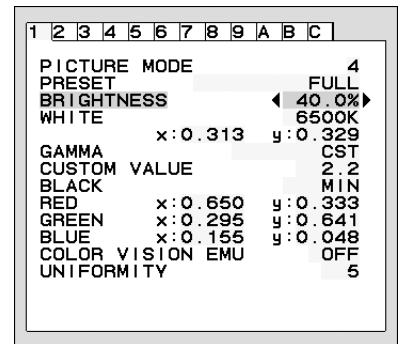 1 2 3 4 5 6 7 8 9 A B C
PICTURE MODE 4
PRESET FULL
BRIGHTNESS 40.0%
WHITE 6500K
x:0.313 y:0.329
GAMMA CST
CUSTOM VALUE 2.2
BLACK MIN
RED x:0.650 y:0.333
GREEN x:0.295 y:0.641
BLUE x:0.155 y:0.048
COLOR VISION EMU OFF
UNIFORMITY 5